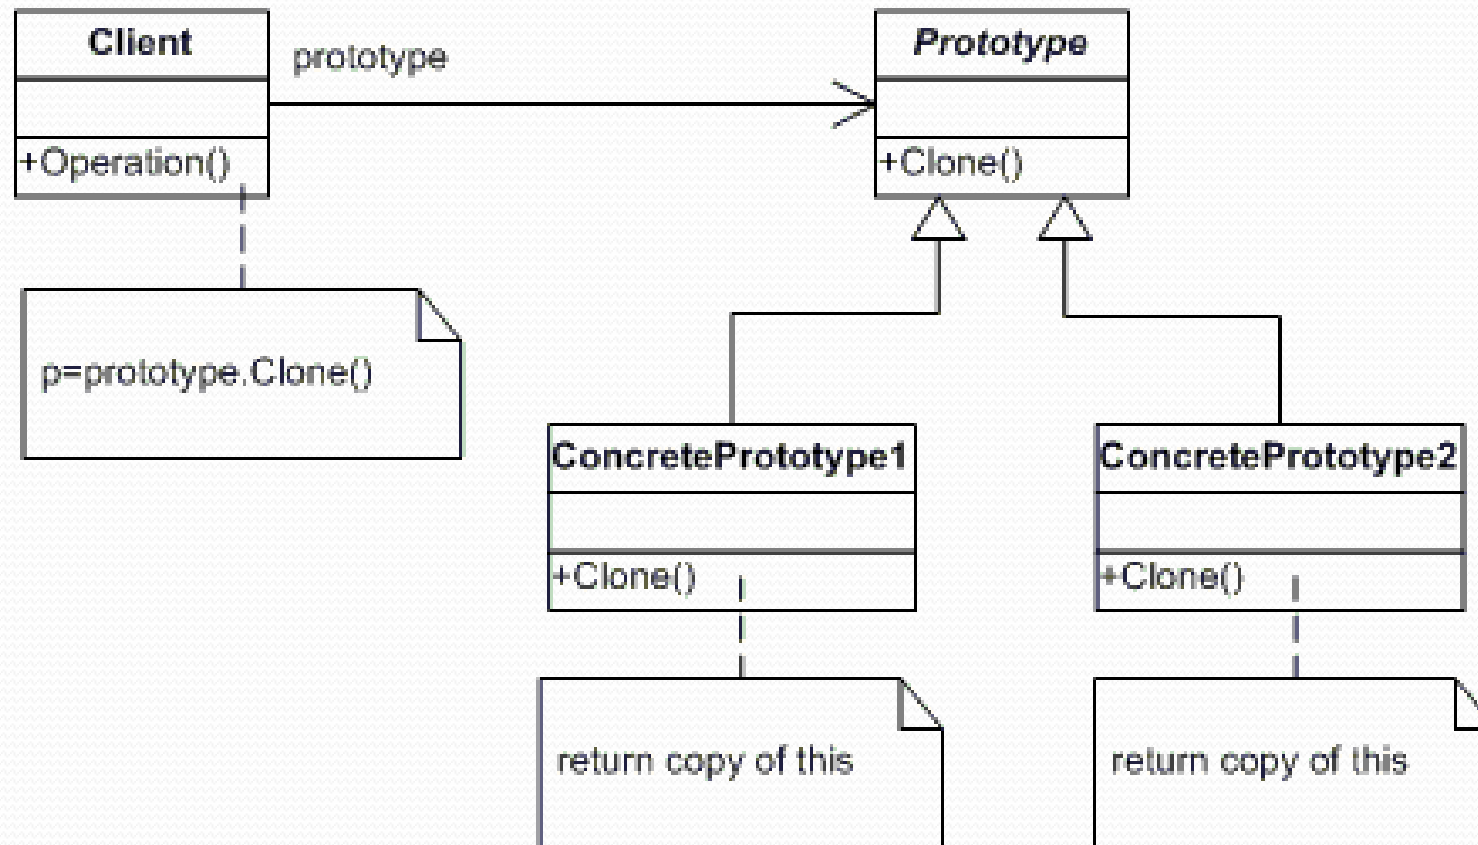 Client
prototype
Prototype
+Operation()
+Clone()
p=prototype.Clone()
ConcretePrototype1
ConcretePrototype2
+Clone()
+Clone()
return copy of this
return copy of this